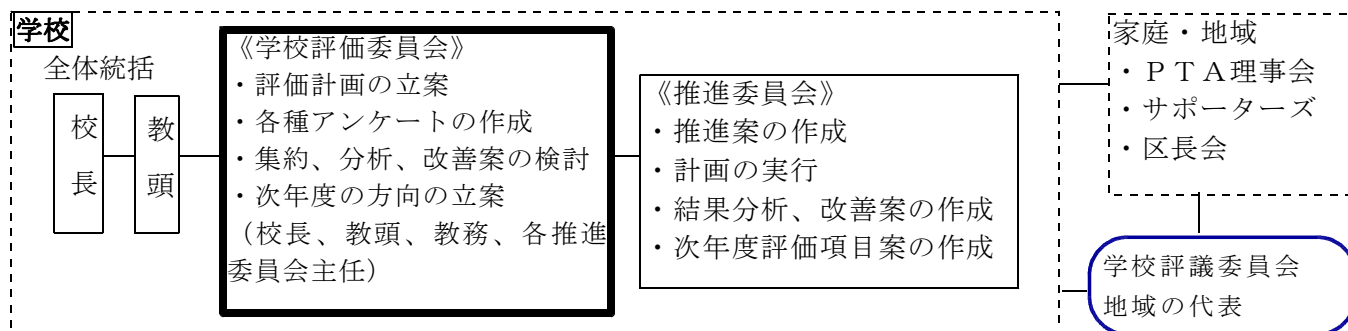 学校
全体統括
校長
教頭
《学校評価委員会》
・評価計画の立案
・各種アンケートの作成
・集約、分析、改善案の検討
・次年度の方向の立案
（校長、教頭、教務、各推進
委員会主任）
《推進委員会》
・推進案の作成
・計画の実行
・結果分析、改善案の作成
・次年度評価項目案の作成
家庭・地域
・ＰＴＡ理事会
・サポーターズ
・区長会
学校評議委員会
地域の代表